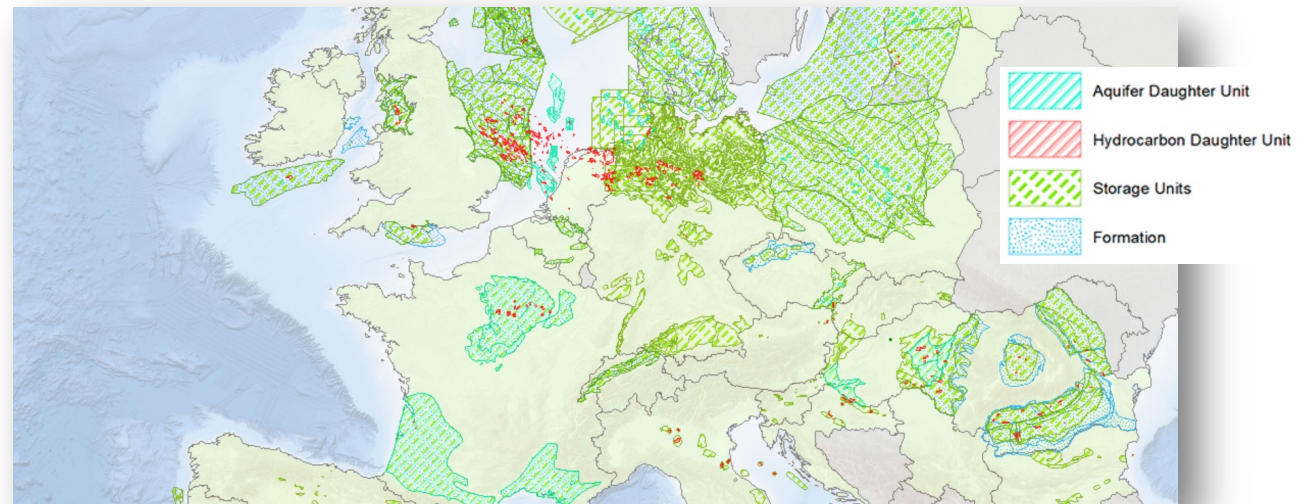 Aquifer Daughter Unit
Hydrocarbon Daughter Unit
Storage Units
Formation